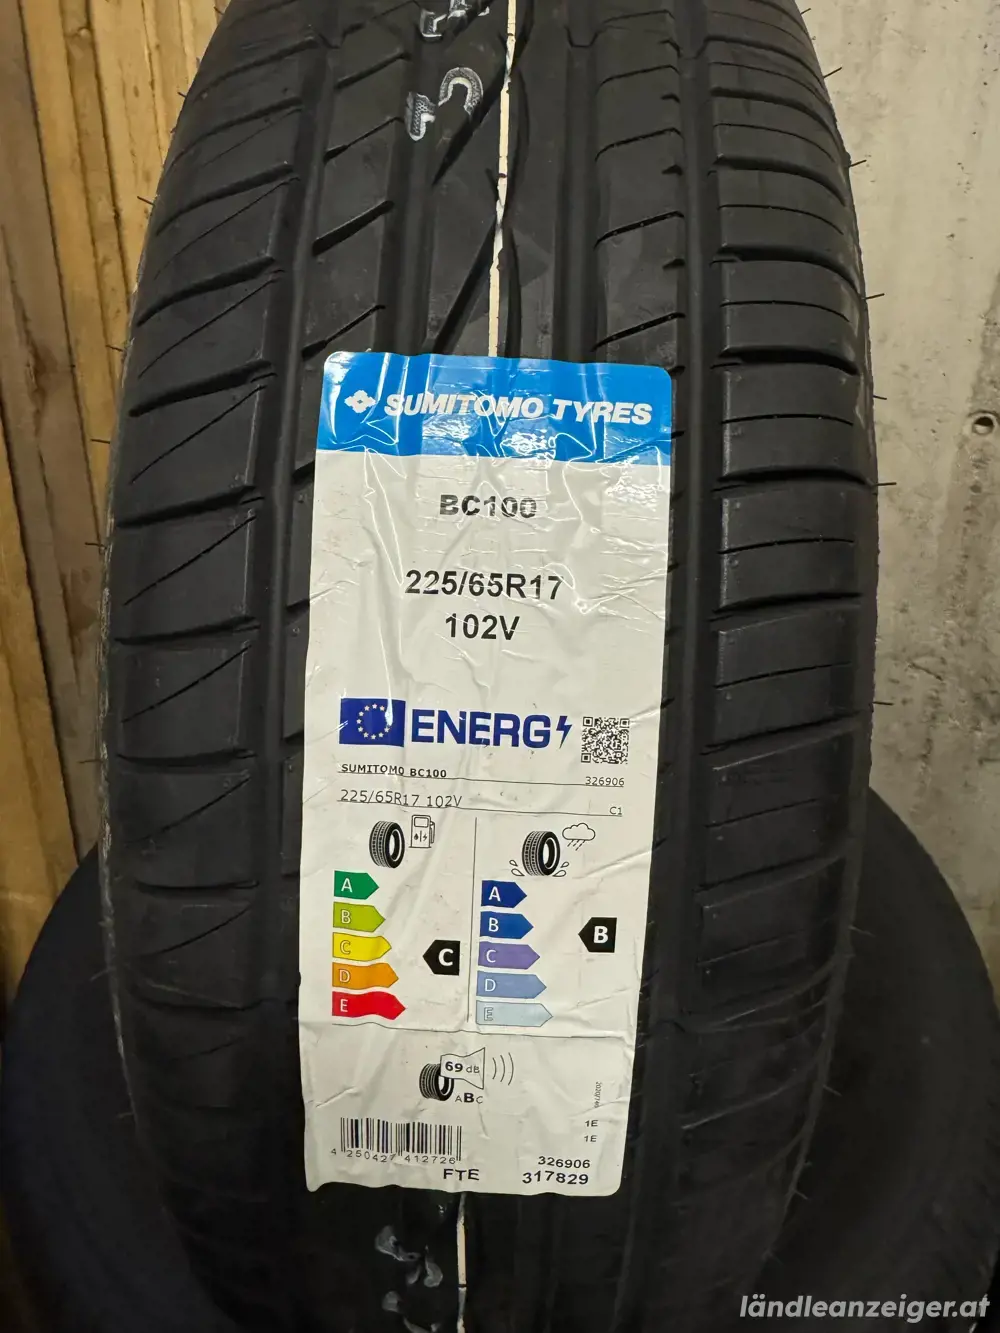 SUMITOMO TYRES
BC100
225/65R17
102V
ENERG
SUMITOMO BC100
326906
225/65R17 102V
C1
A
B
C
D
E
C
A
B
C
D
E
B
69 dB
ABC
1E
1E
4 250427 412726
326906
FTE
317829
ländleanzeiger.at